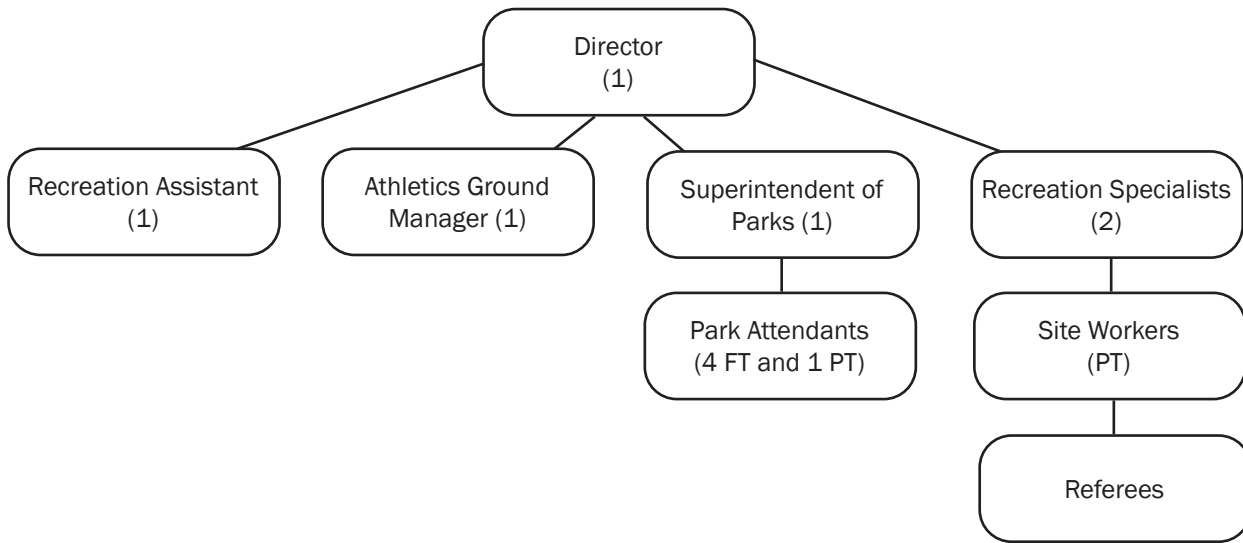 Director
(1)
Recreation Assistant
(1)
Athletics Ground
Manager (1)
Superintendent of
Parks (1)
Recreation Specialists
(2)
Park Attendants
(4 FT and 1 PT)
Site Workers
(PT)
Referees